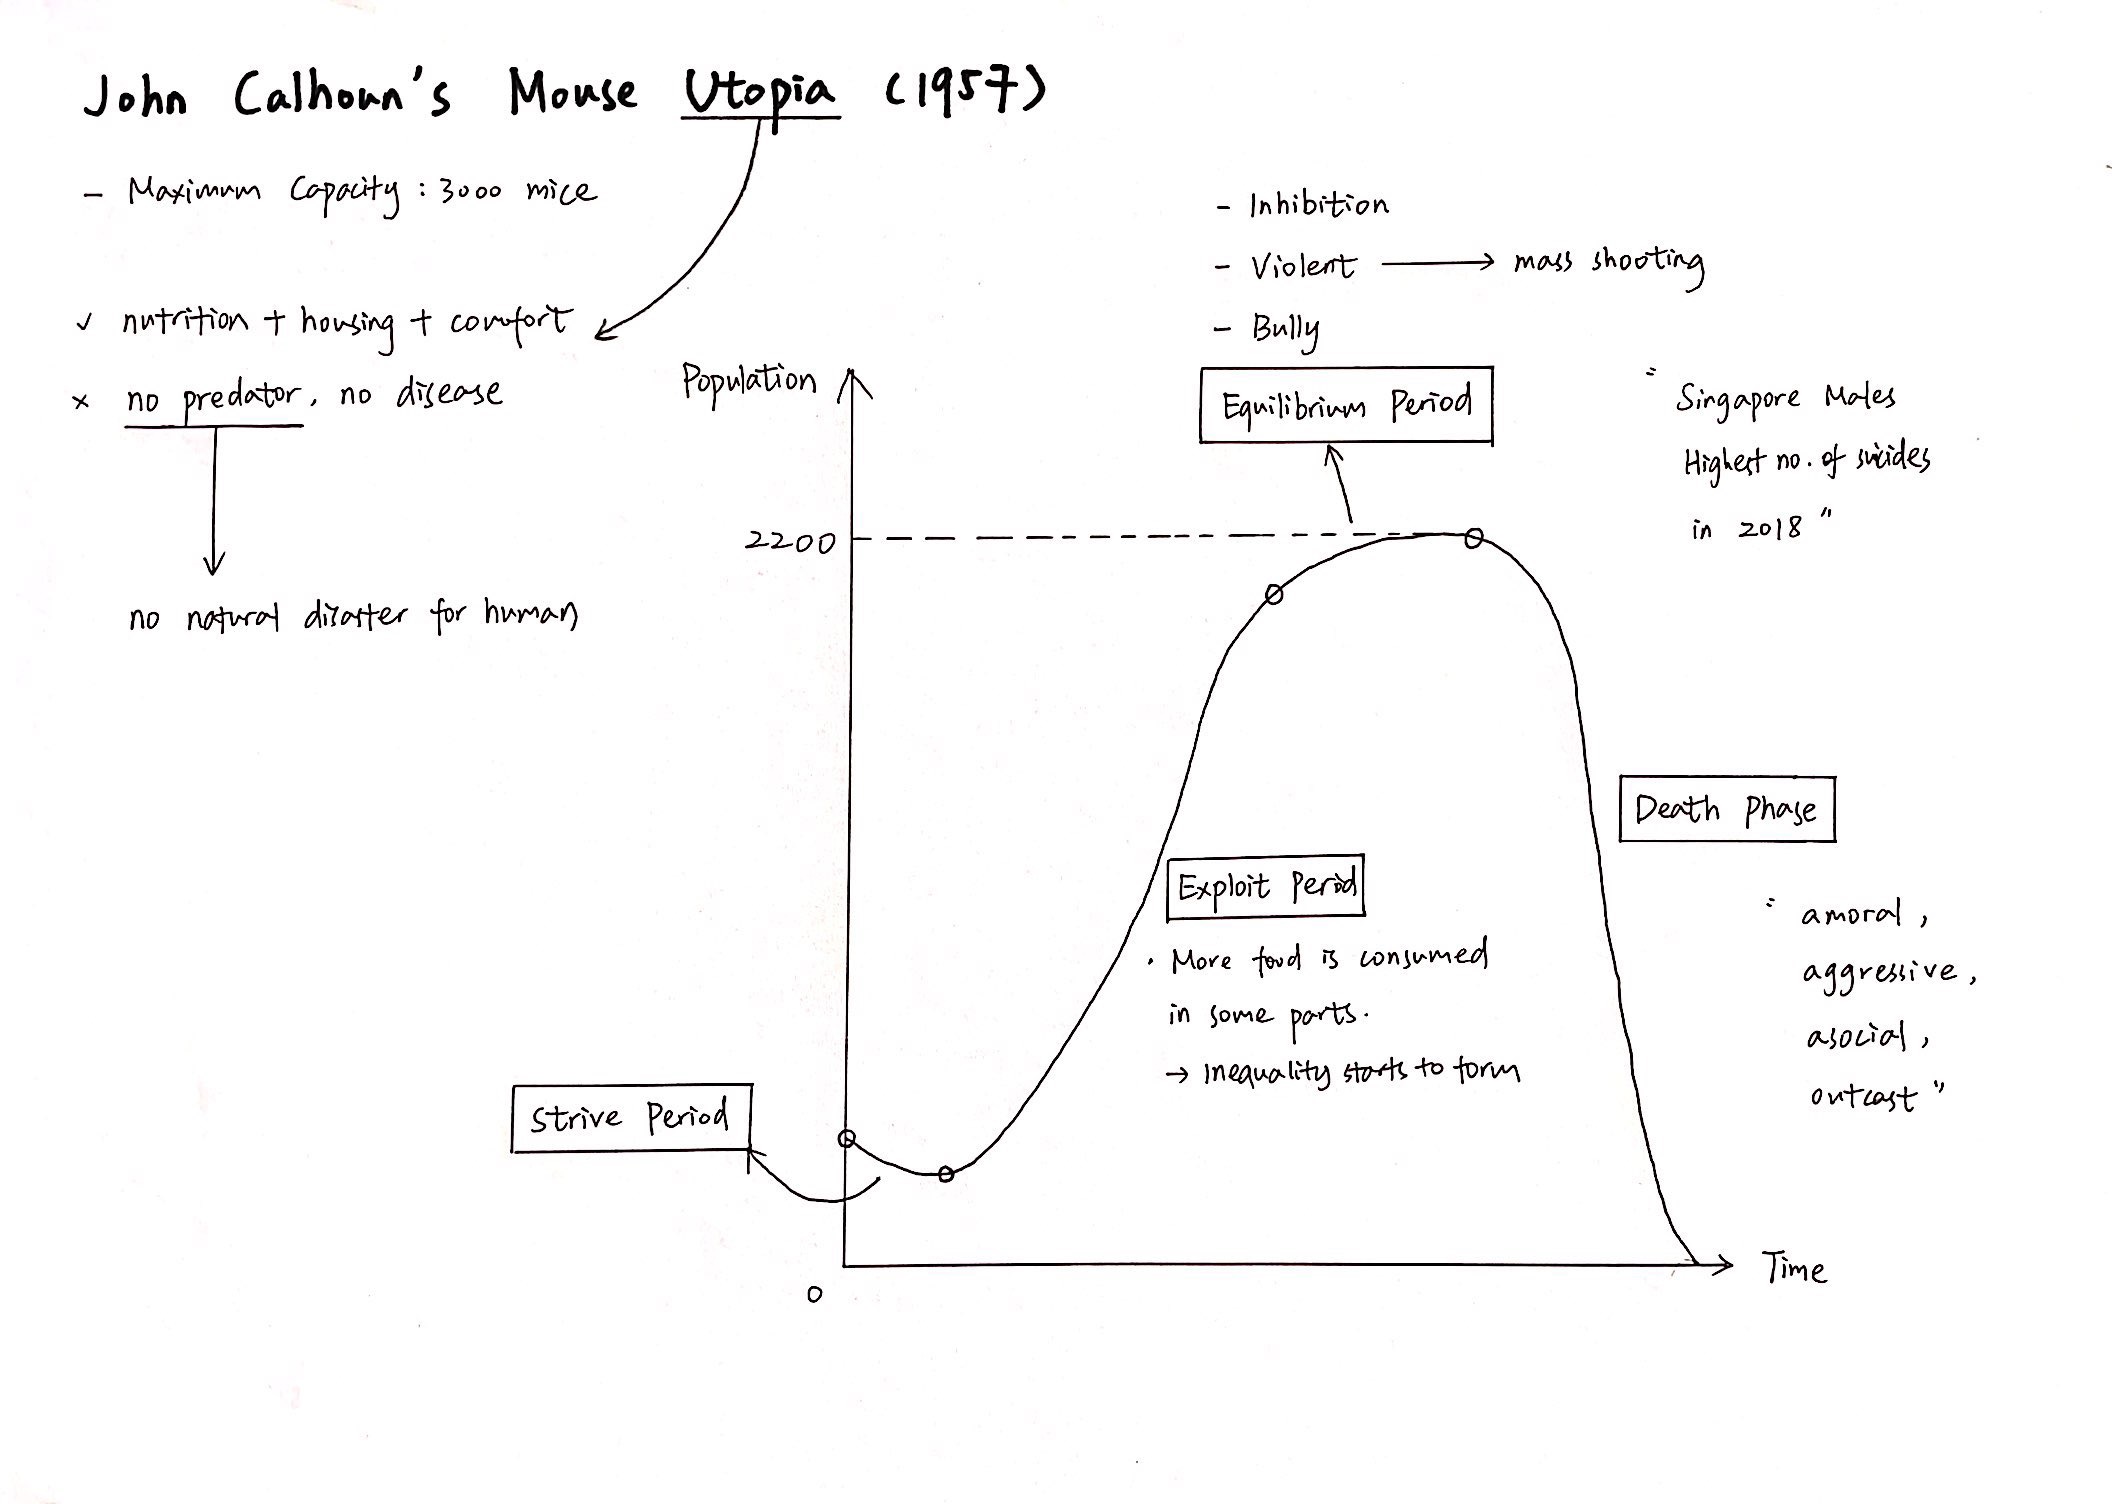 John Calhoun's Mouse Utopia (1957)
- Maximum Capacity : 3000 mice
✓ nutrition + housing + comfort
× no predator, no disease
no natural disaster for human
- Inhibition
- Violent → mass shooting
- Bully
Equilibrium Period
" Singapore Males
Highest no. of suicides
in 2018 "
Population
2200
Death Phase
" amoral,
aggressive,
asocial,
outcast "
Exploit Period
· More food is consumed
in some parts.
→ Inequality starts to form
Strive Period
0
Time